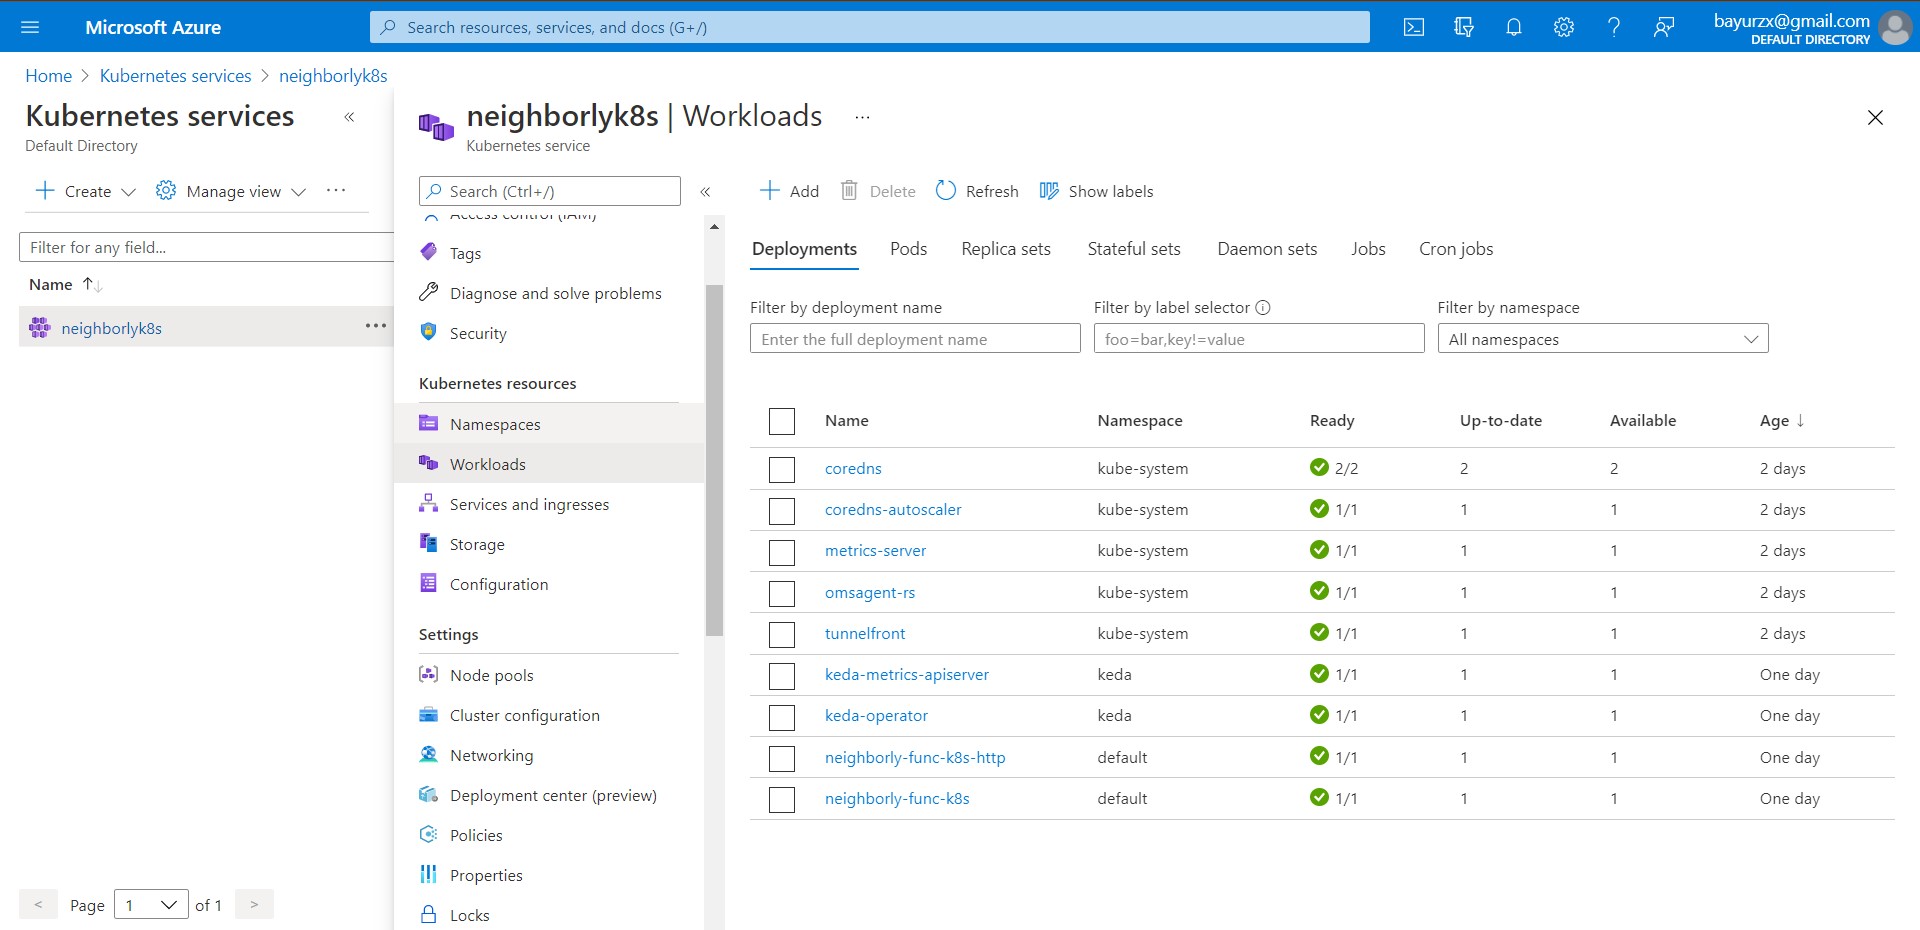 Microsoft Azure
Search resources, services, and docs (G+/)
bayurzx@gmail.com
DEFAULT DIRECTORY
Home > Kubernetes services > neighborlyk8s
Kubernetes services
«
Default Directory
+ Create
Manage view
...
Filter for any field...
Name ↑↓
neighborlyk8s
...
< Page 1 of 1 >
neighborlyk8s | Workloads
...
Kubernetes service
Search (Ctrl+/)
«
Access control (IAM)
Tags
Diagnose and solve problems
Security
Kubernetes resources
Namespaces
Workloads
Services and ingresses
Storage
Configuration
Settings
Node pools
Cluster configuration
Networking
Deployment center (preview)
Policies
Properties
Locks
+ Add Delete Refresh Show labels
Deployments Pods Replica sets Stateful sets Daemon sets Jobs Cron jobs
Filter by deployment name Filter by label selector Filter by namespace
Enter the full deployment name foo=bar,key!=value All namespaces
Name Namespace Ready Up-to-date Available Age ↓
coredns kube-system 2/2 2 2 2 days
coredns-autoscaler kube-system 1/1 1 1 2 days
metrics-server kube-system 1/1 1 1 2 days
omsagent-rs kube-system 1/1 1 1 2 days
tunnelfront kube-system 1/1 1 1 2 days
keda-metrics-apiserver keda 1/1 1 1 One day
keda-operator keda 1/1 1 1 One day
neighborly-func-k8s-http default 1/1 1 1 One day
neighborly-func-k8s default 1/1 1 1 One day